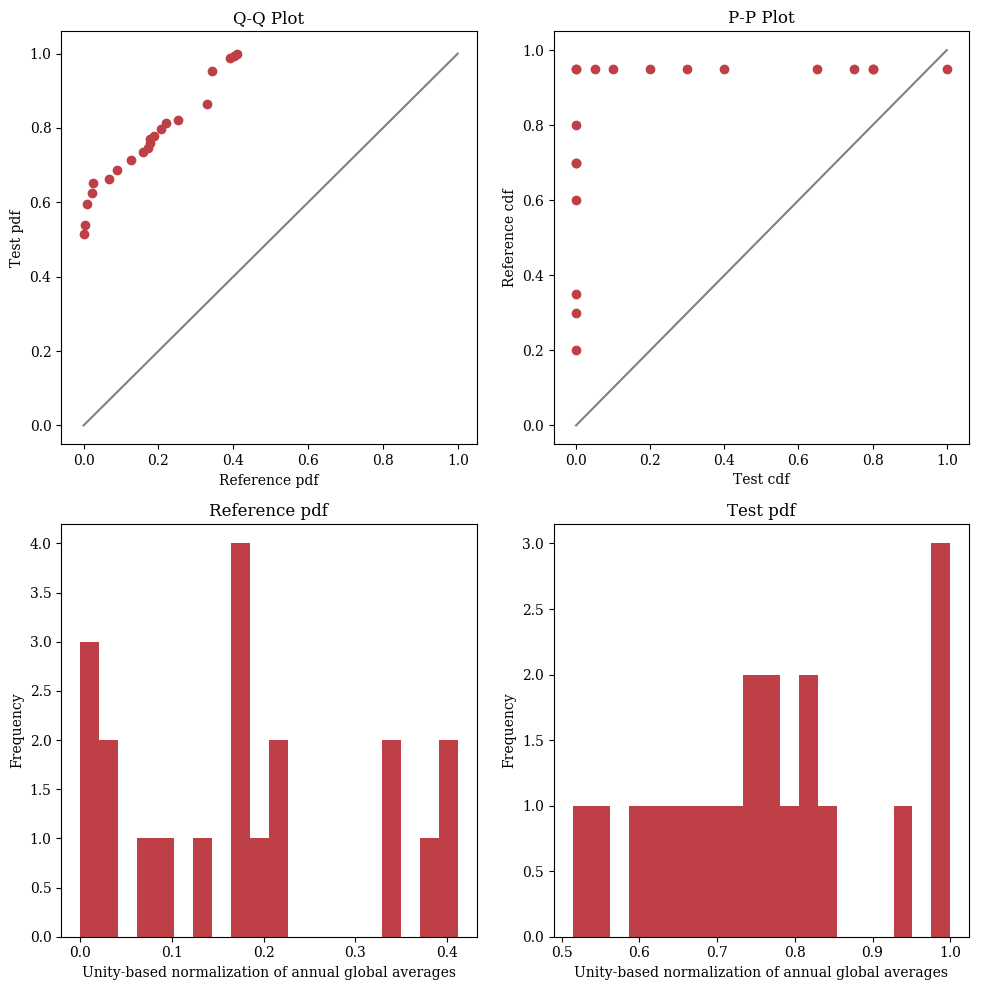 Q-Q Plot
1.0
0.8
0.6
0.4
0.2
0.0
Test pdf
0.0 0.2 0.4 0.6 0.8 1.0
Reference pdf
P-P Plot
1.0
0.8
0.6
0.4
0.2
0.0
Reference cdf
0.0 0.2 0.4 0.6 0.8 1.0
Test cdf
Reference pdf
4.0
3.5
3.0
2.5
2.0
1.5
1.0
0.5
0.0
Frequency
0.0 0.1 0.2 0.3 0.4
Unity-based normalization of annual global averages
Test pdf
3.0
2.5
2.0
1.5
1.0
0.5
0.0
Frequency
0.5 0.6 0.7 0.8 0.9 1.0
Unity-based normalization of annual global averages